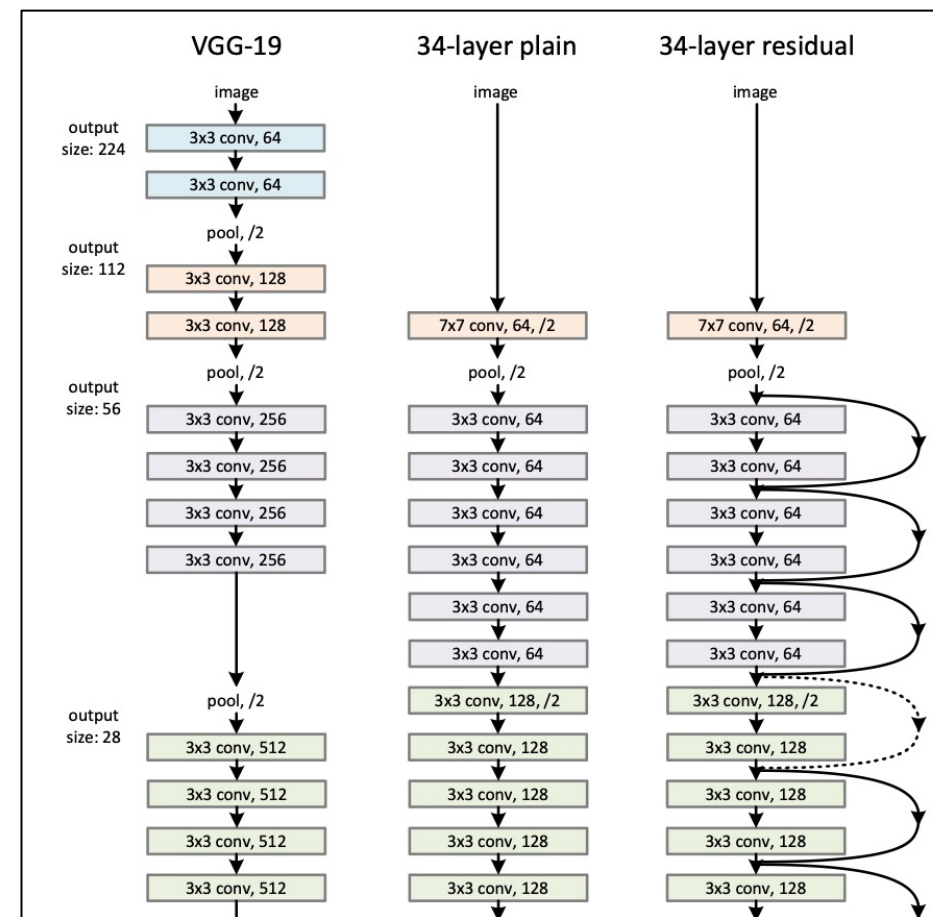 VGG-19
34-layer plain
34-layer residual
image
image
image
output
size: 224
3x3 conv, 64
3x3 conv, 64
pool, /2
output
size: 112
3x3 conv, 128
3x3 conv, 128
7x7 conv, 64, /2
7x7 conv, 64, /2
pool, /2
pool, /2
pool, /2
output
size: 56
3x3 conv, 256
3x3 conv, 64
3x3 conv, 64
3x3 conv, 256
3x3 conv, 64
3x3 conv, 64
3x3 conv, 256
3x3 conv, 64
3x3 conv, 64
3x3 conv, 256
3x3 conv, 64
3x3 conv, 64
3x3 conv, 64
3x3 conv, 64
3x3 conv, 64
3x3 conv, 64
pool, /2
3x3 conv, 128, /2
3x3 conv, 128, /2
output
size: 28
3x3 conv, 512
3x3 conv, 128
3x3 conv, 128
3x3 conv, 512
3x3 conv, 128
3x3 conv, 128
3x3 conv, 512
3x3 conv, 128
3x3 conv, 128
3x3 conv, 512
3x3 conv, 128
3x3 conv, 128